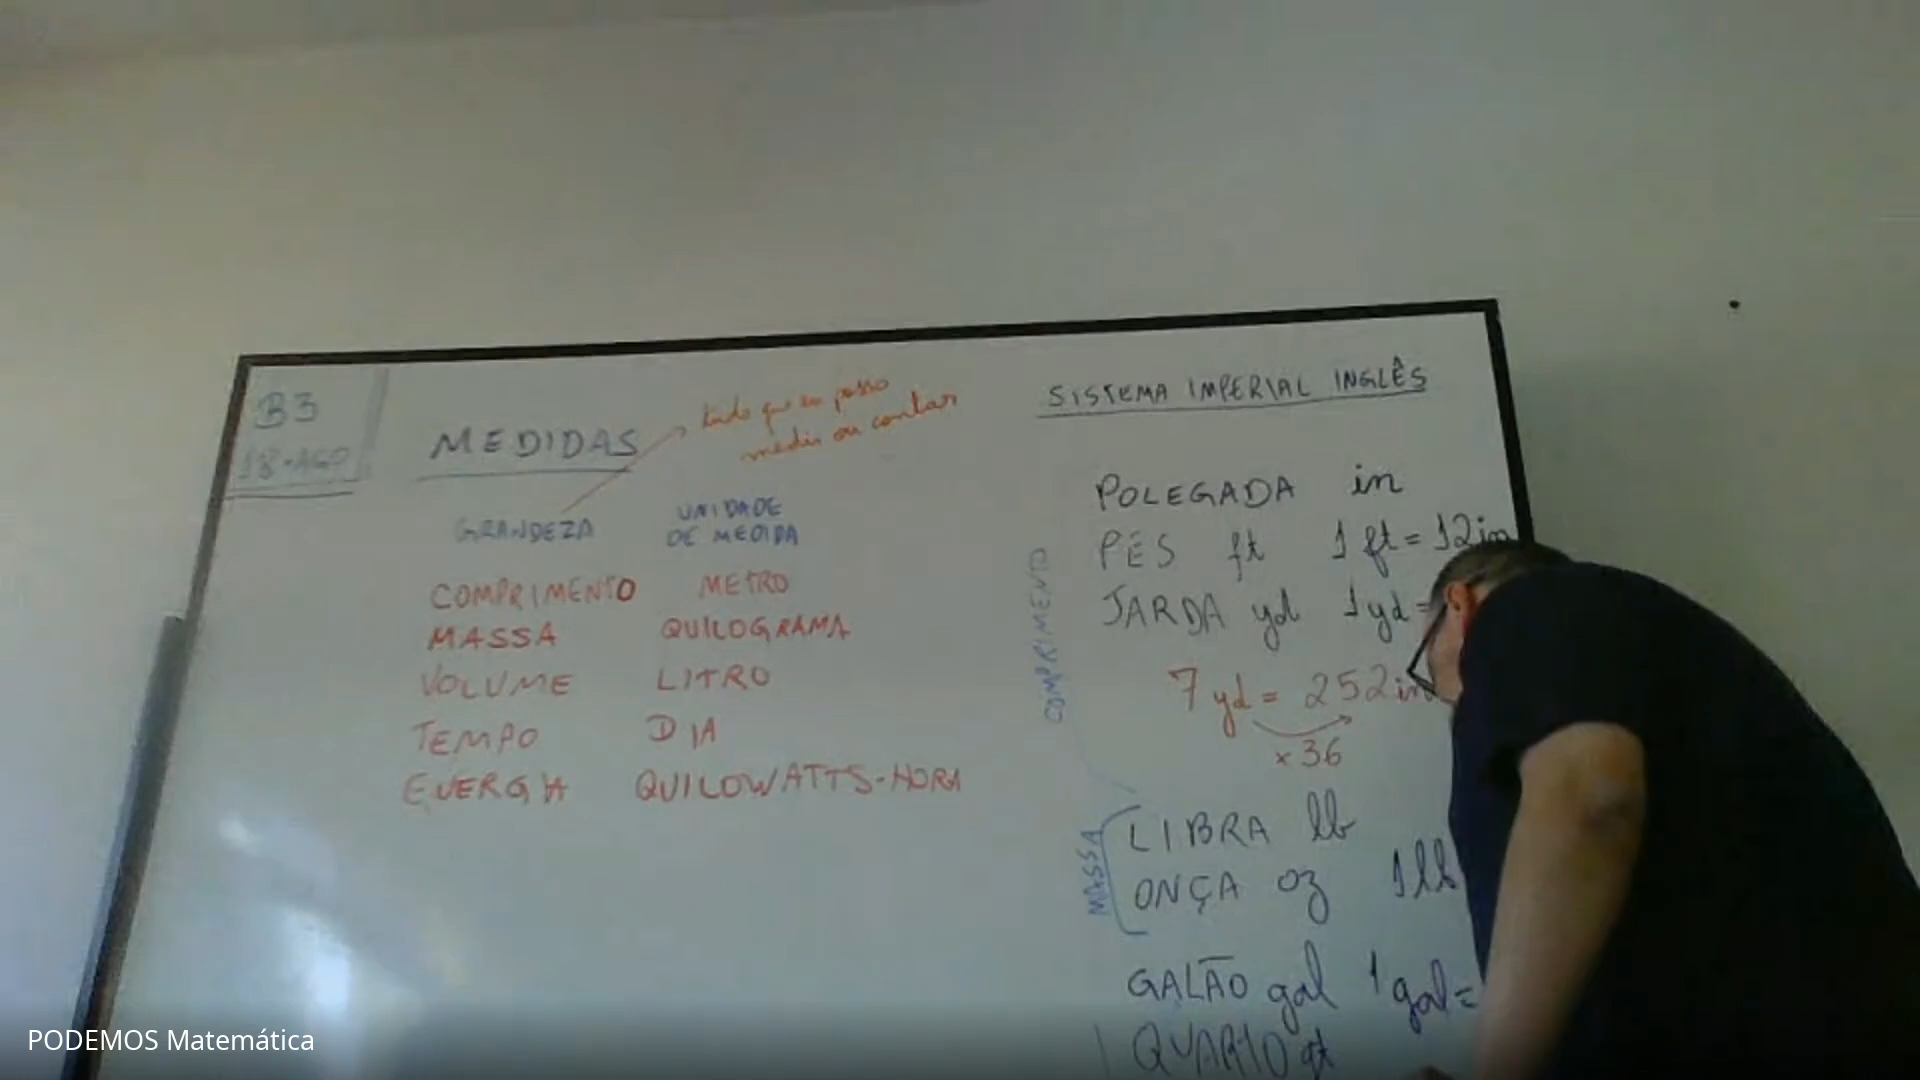 B3
18-AGO
MEDIDAS
tudo que eu posso
medir ou contar
GRANDEZA
UNIDADE
DE MEDIDA
COMPRIMENTO METRO
MASSA QUILOGRAMA
VOLUME LITRO
TEMPO DIA
ENERGIA QUILOWATTS-HORA
SISTEMA IMPERIAL INGLÊS
COMPRIMENTO
POLEGADA in
PÉS ft 1 ft = 12 in
JARDA yd 1 yd =
7 yd = 252 in
x 36
MASSA
LIBRA lb
ONÇA oz 1 lb
GALÃO gal 1 gal =
QUARTO qt
PODEMOS Matemática